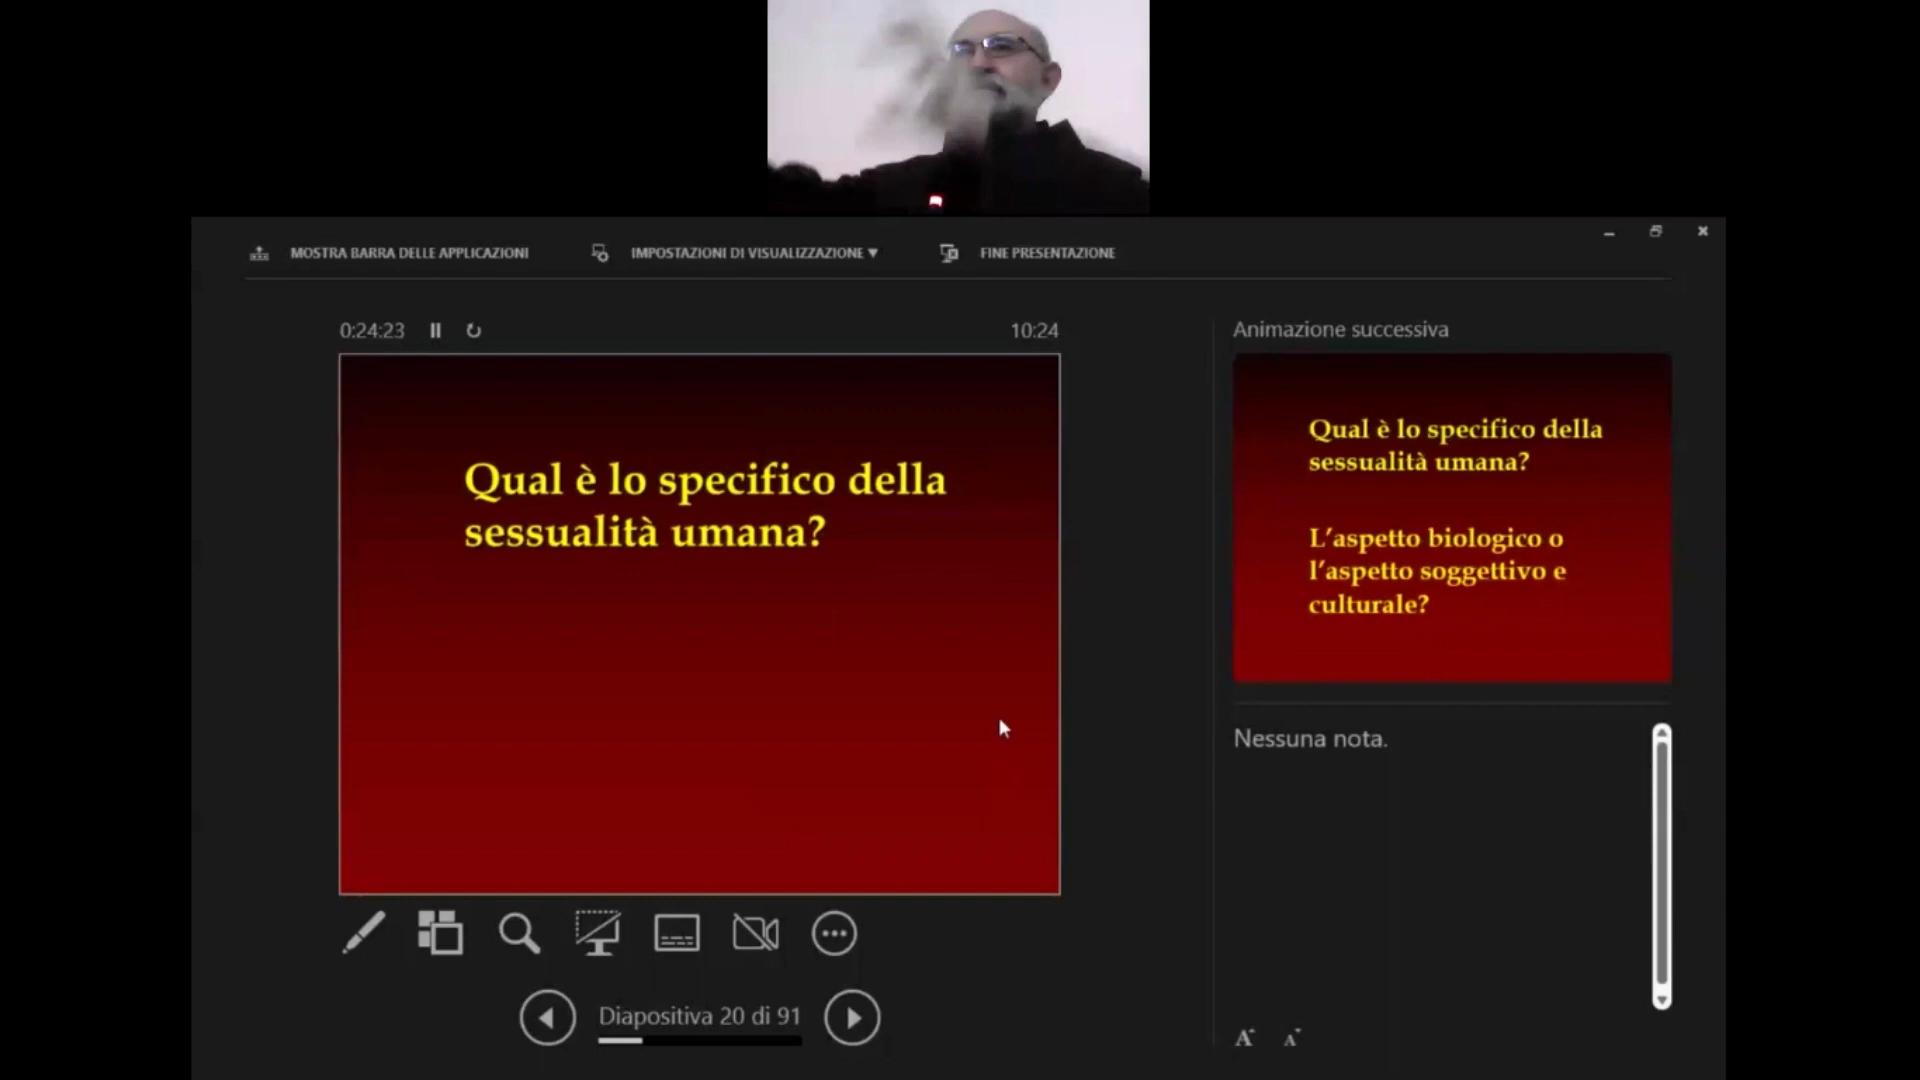 MOSTRA BARRA DELLE APPLICAZIONI
IMPOSTAZIONI DI VISUALIZZAZIONE ▼
FINE PRESENTAZIONE
0:24:23
10:24
Qual è lo specifico della
sessualità umana?
Animazione successiva
Qual è lo specifico della
sessualità umana?
L’aspetto biologico o
l’aspetto soggettivo e
culturale?
Nessuna nota.
Diapositiva 20 di 91
A A